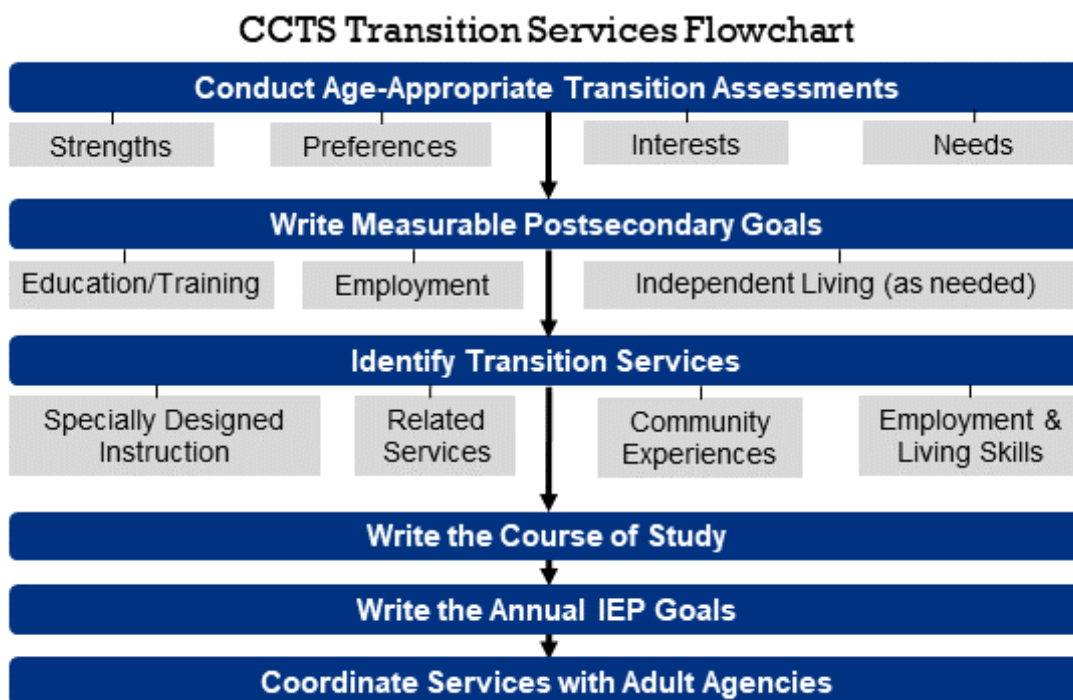 CCTS Transition Services Flowchart
Conduct Age-Appropriate Transition Assessments
Strengths
Preferences
Interests
Needs
Write Measurable Postsecondary Goals
Education/Training
Employment
Independent Living (as needed)
Identify Transition Services
Specially Designed
Instruction
Related
Services
Community
Experiences
Employment &
Living Skills
Write the Course of Study
Write the Annual IEP Goals
Coordinate Services with Adult Agencies